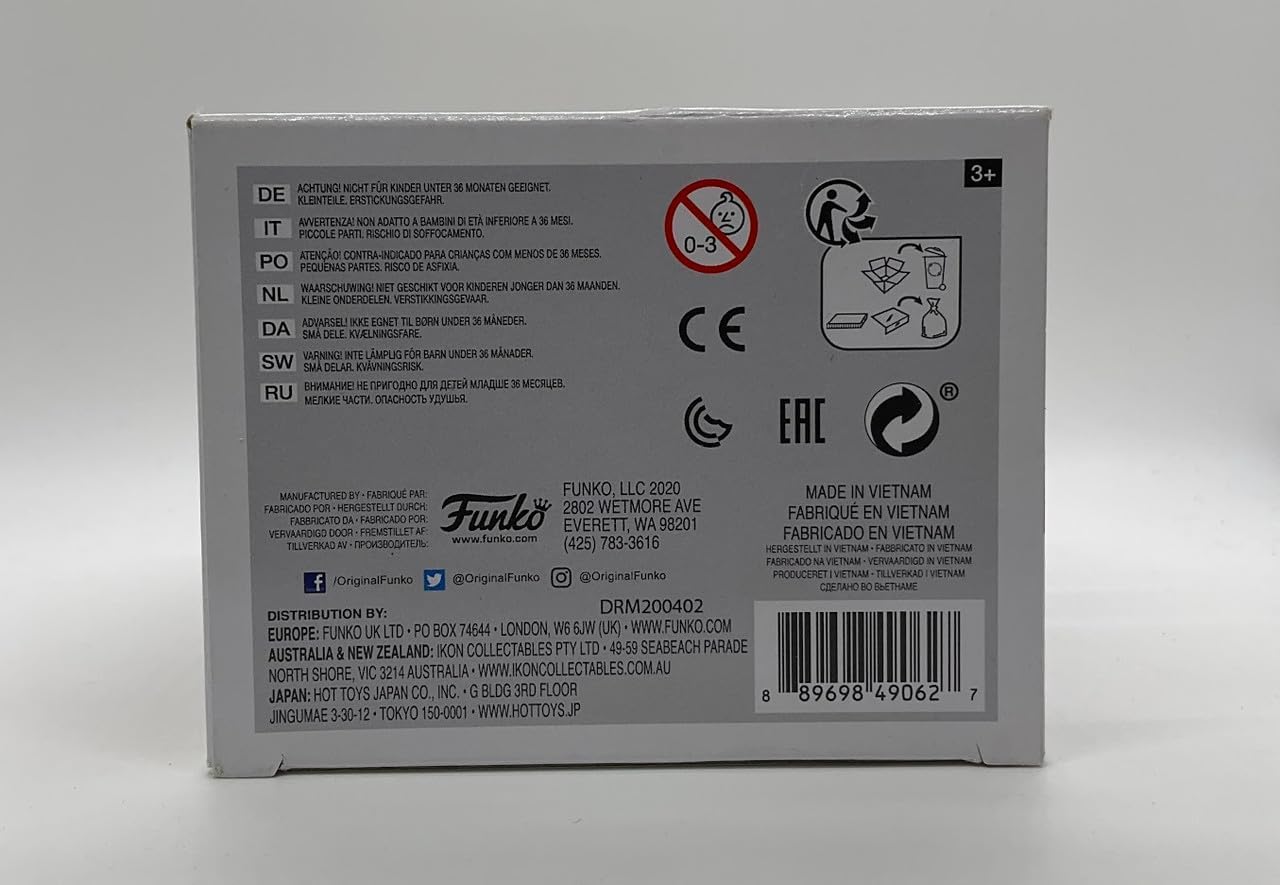 3+
DE ACHTUNG! NICHT FÜR KINDER UNTER 36 MONATEN GEEIGNET.
KLEINTEILE. ERSTICKUNGSGEFAHR.
IT AVVERTENZA! NON ADATTO A BAMBINI DI ETÀ INFERIORE A 36 MESI.
PICCOLE PARTI. RISCHIO DI SOFFOCAMENTO.
PO ATENÇÃO! CONTRA-INDICADO PARA CRIANÇAS COM MENOS DE 36 MESES.
PEQUENAS PARTES. RISCO DE ASFIXIA.
NL WAARSCHUWING! NIET GESCHIKT VOOR KINDEREN JONGER DAN 36 MAANDEN.
KLEINE ONDERDELEN. VERSTIKKINGSGEVAAR.
DA ADVARSEL! IKKE EGNET TIL BØRN UNDER 36 MÅNEDER.
SMÅ DELE. KVÆLNINGSFARE.
SW VARNING! INTE LÄMPLIG FÖR BARN UNDER 36 MÅNADER.
SMÅ DELAR. KVÄVNINGSRISK.
RU ВНИМАНИЕ! НЕ ПРИГОДНО ДЛЯ ДЕТЕЙ МЛАДШЕ 36 МЕСЯЦЕВ.
МЕЛКИЕ ЧАСТИ. ОПАСНОСТЬ УДУШЬЯ.
0-3
CE
EAC
®
MANUFACTURED BY • FABRIQUÉ PAR:
FABRICADO POR • HERGESTELLT DURCH:
FABBRICATO DA • FABRICADO POR:
VERVAARDIGD DOOR • FREMSTILLET AF:
TILLVERKAD AV • ПРОИЗВОДИТЕЛЬ:
Funko
www.funko.com
FUNKO, LLC 2020
2802 WETMORE AVE
EVERETT, WA 98201
(425) 783-3616
MADE IN VIETNAM
FABRIQUÉ EN VIETNAM
FABRICADO EN VIETNAM
HERGESTELLT IN VIETNAM • FABBRICATO IN VIETNAM
FABRICADO NA VIETNAM • VERVAARDIGD IN VIETNAM
PRODUCERET I VIETNAM • TILLVERKAD I VIETNAM
СДЕЛАНО ВО ВЬЕТНАМЕ
/OriginalFunko @OriginalFunko @OriginalFunko
DRM200402
DISTRIBUTION BY:
EUROPE: FUNKO UK LTD • PO BOX 74644 • LONDON, W6 6JW (UK) • WWW.FUNKO.COM
AUSTRALIA & NEW ZEALAND: IKON COLLECTABLES PTY LTD • 49-59 SEABEACH PARADE
NORTH SHORE, VIC 3214 AUSTRALIA • WWW.IKONCOLLECTABLES.COM.AU
JAPAN: HOT TOYS JAPAN CO., INC. • G BLDG 3RD FLOOR
JINGUMAE 3-30-12 • TOKYO 150-0001 • WWW.HOTTOYS.JP
8 89698 49062 7